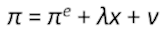 π = πᵉ + λx + v